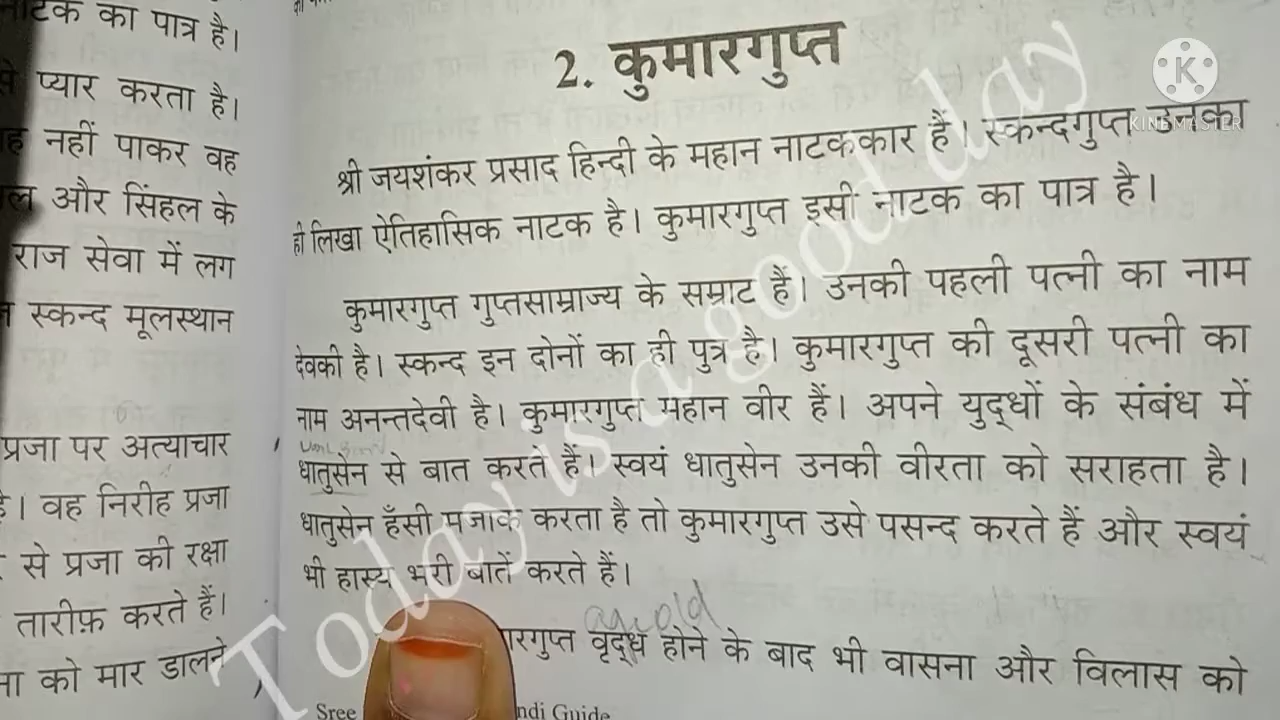 नाटक का पात्र है।
से प्यार करता है।
नहीं पाकर वह
और सिंहल के
राज सेवा में लग
स्कन्द मूलस्थान
प्रजा पर अत्याचार
है। वह निरीह प्रजा
से प्रजा की रक्षा
तारीफ़ करते हैं।
को मार डालने
2. कुमारगुप्त
K
KINEMASTER
श्री जयशंकर प्रसाद हिन्दी के महान नाटककार हैं। स्कन्दगुप्त उनका
ही लिखा ऐतिहासिक नाटक है। कुमारगुप्त इसी नाटक का पात्र है।
कुमारगुप्त गुप्तसाम्राज्य के सम्राट हैं। उनकी पहली पत्नी का नाम
देवकी है। स्कन्द इन दोनों का ही पुत्र है। कुमारगुप्त की दूसरी पत्नी का
नाम अनन्तदेवी है। कुमारगुप्त महान वीर हैं। अपने युद्धों के संबंध में
धातुसेन से बात करते हैं। स्वयं धातुसेन उनकी वीरता को सराहता है।
धातुसेन हँसी मजाक करता है तो कुमारगुप्त उसे पसन्द करते हैं और स्वयं
भी हास्य भरी बातें करते हैं।
old
वृद्ध होने के बाद भी वासना और विलास को
Sree
Guide
Today is a good day